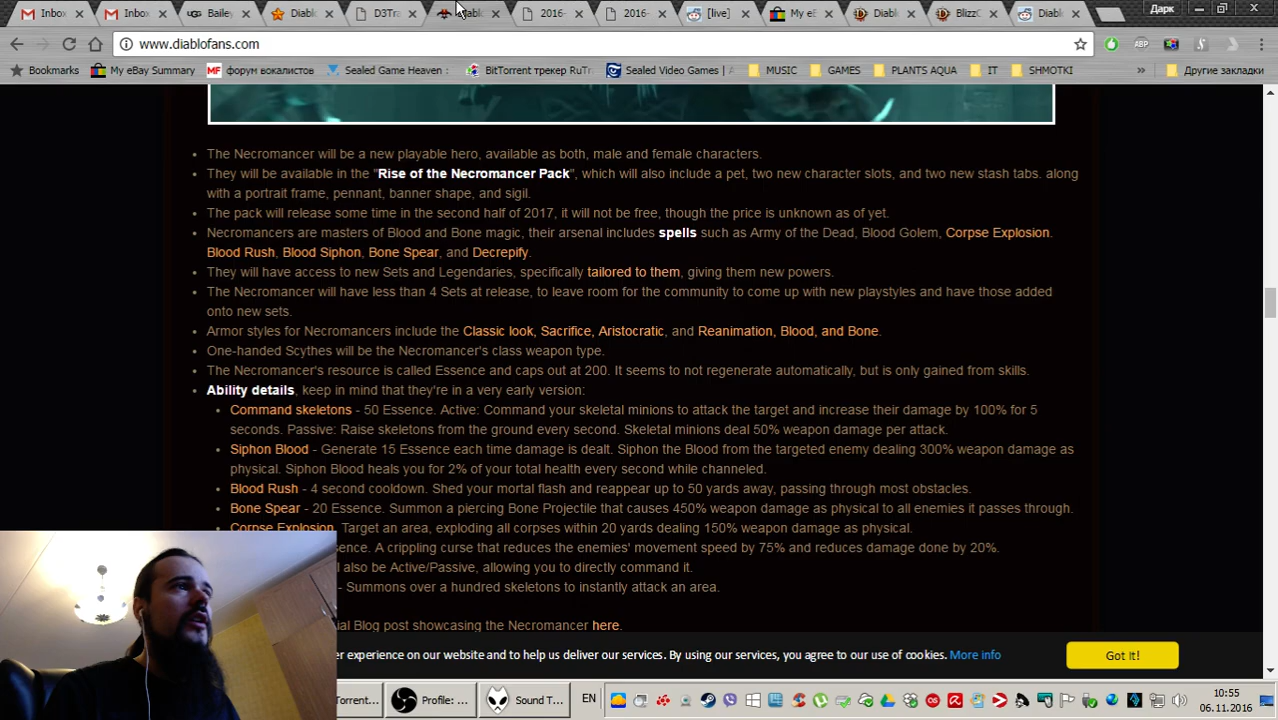 Inbox Inbox Bailey Diablo D3Tra Diablo 2016- 2016- [live] My eB Diablo BlizzC Diablo Дарк
www.diablofans.com ABP
Bookmarks My eBay Summary форум вокалистов Sealed Game Heaven : BitTorrent трекер RuTr Sealed Video Games | A MUSIC GAMES PLANTS AQUA IT SHMOTKI » Другие закладки
The Necromancer will be a new playable hero, available as both, male and female characters.
They will be available in the "Rise of the Necromancer Pack", which will also include a pet, two new character slots, and two new stash tabs. along
with a portrait frame, pennant, banner shape, and sigil.
The pack will release some time in the second half of 2017, it will not be free, though the price is unknown as of yet.
Necromancers are masters of Blood and Bone magic, their arsenal includes spells such as Army of the Dead, Blood Golem, Corpse Explosion.
Blood Rush, Blood Siphon, Bone Spear, and Decrepify.
They will have access to new Sets and Legendaries, specifically tailored to them, giving them new powers.
The Necromancer will have less than 4 Sets at release, to leave room for the community to come up with new playstyles and have those added
onto new sets.
Armor styles for Necromancers include the Classic look, Sacrifice, Aristocratic, and Reanimation, Blood, and Bone.
One-handed Scythes will be the Necromancer's class weapon type.
The Necromancer's resource is called Essence and caps out at 200. It seems to not regenerate automatically, but is only gained from skills.
Ability details, keep in mind that they're in a very early version:
Command skeletons - 50 Essence. Active: Command your skeletal minions to attack the target and increase their damage by 100% for 5
seconds. Passive: Raise skeletons from the ground every second. Skeletal minions deal 50% weapon damage per attack.
Siphon Blood - Generate 15 Essence each time damage is dealt. Siphon the Blood from the targeted enemy dealing 300% weapon damage as
physical. Siphon Blood heals you for 2% of your total health every second while channeled.
Blood Rush - 4 second cooldown. Shed your mortal flash and reappear up to 50 yards away, passing through most obstacles.
Bone Spear - 20 Essence. Summon a piercing Bone Projectile that causes 450% weapon damage as physical to all enemies it passes through.
Corpse Explosion. Target an area, exploding all corpses within 20 yards dealing 150% weapon damage as physical.
sence. A crippling curse that reduces the enemies' movement speed by 75% and reduces damage done by 20%.
ll also be Active/Passive, allowing you to directly command it.
- Summons over a hundred skeletons to instantly attack an area.
ial Blog post showcasing the Necromancer here.
er experience on our website and to help us deliver our services. By using our services, you agree to our use of cookies. More info Got it!
Torrent... Profile: ... Sound T... EN 10:55
06.11.2016